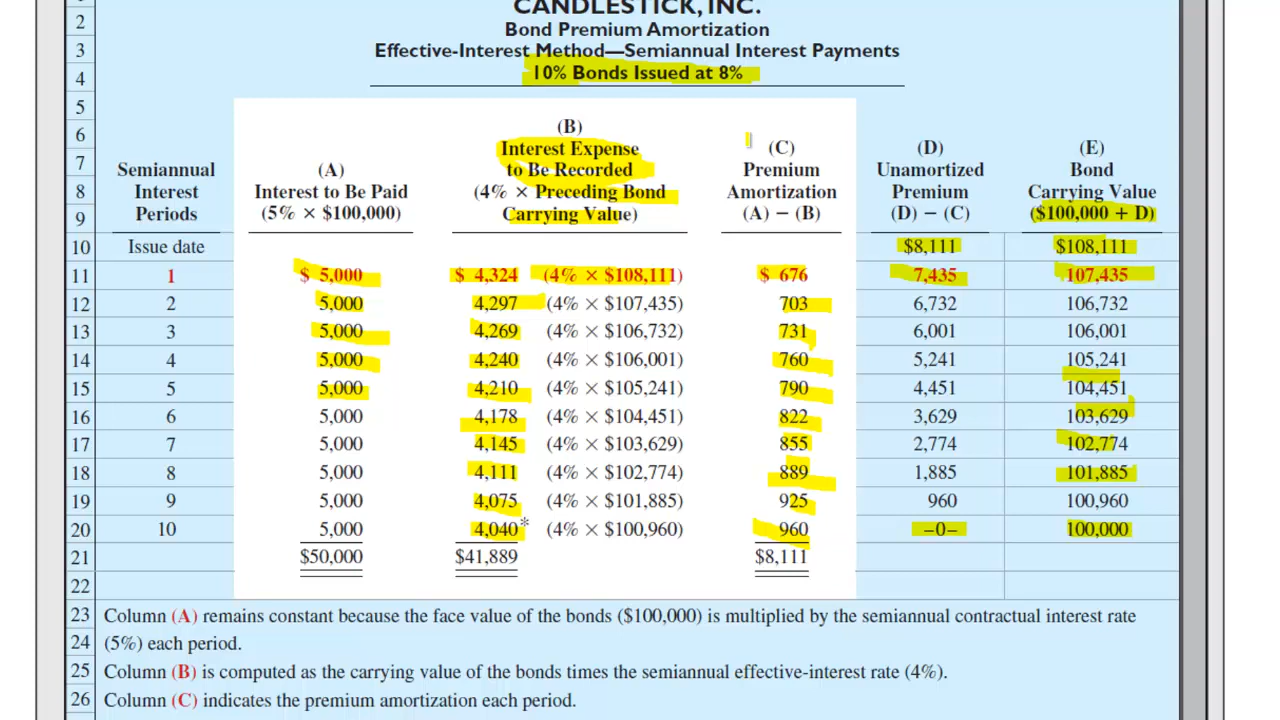 CANDLESTICK, INC.
2 Bond Premium Amortization
3 Effective-Interest Method—Semiannual Interest Payments
4 10% Bonds Issued at 8%
5
6 (B)
7 Semiannual (A) Interest Expense to Be Recorded (C) Premium (D) Unamortized (E) Bond
8 Interest Interest to Be Paid (4% × Preceding Bond Amortization Premium Carrying Value
9 Periods (5% × $100,000) Carrying Value) (A) – (B) (D) – (C) ($100,000 + D)
10 Issue date $8,111 $108,111
11 1 $ 5,000 $ 4,324 (4% × $108,111) $ 676 7,435 107,435
12 2 5,000 4,297 (4% × $107,435) 703 6,732 106,732
13 3 5,000 4,269 (4% × $106,732) 731 6,001 106,001
14 4 5,000 4,240 (4% × $106,001) 760 5,241 105,241
15 5 5,000 4,210 (4% × $105,241) 790 4,451 104,451
16 6 5,000 4,178 (4% × $104,451) 822 3,629 103,629
17 7 5,000 4,145 (4% × $103,629) 855 2,774 102,774
18 8 5,000 4,111 (4% × $102,774) 889 1,885 101,885
19 9 5,000 4,075 (4% × $101,885) 925 960 100,960
20 10 5,000 4,040* (4% × $100,960) 960 –0– 100,000
21 $50,000 $41,889 $8,111
22
23 Column (A) remains constant because the face value of the bonds ($100,000) is multiplied by the semiannual contractual interest rate
24 (5%) each period.
25 Column (B) is computed as the carrying value of the bonds times the semiannual effective-interest rate (4%).
26 Column (C) indicates the premium amortization each period.